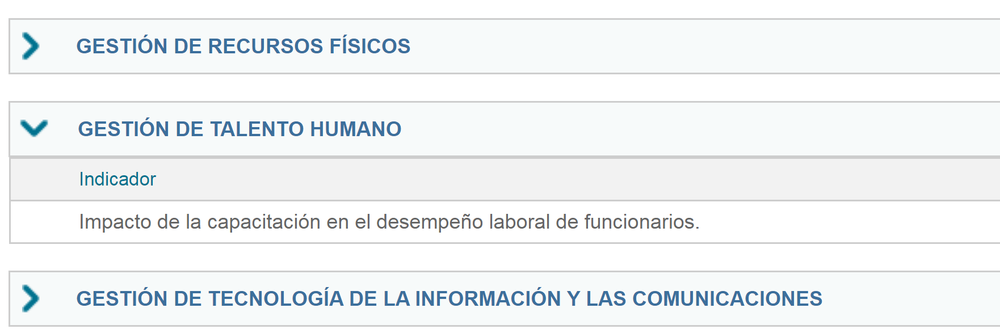 GESTIÓN DE RECURSOS FÍSICOS
GESTIÓN DE TALENTO HUMANO
Indicador
Impacto de la capacitación en el desempeño laboral de funcionarios.
GESTIÓN DE TECNOLOGÍA DE LA INFORMACIÓN Y LAS COMUNICACIONES